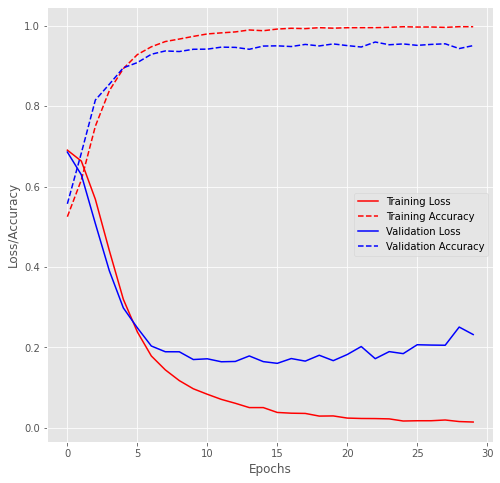 1.0
0.8
0.6
0.4
0.2
0.0
Loss/Accuracy
Training Loss
Training Accuracy
Validation Loss
Validation Accuracy
0 5 10 15 20 25 30
Epochs